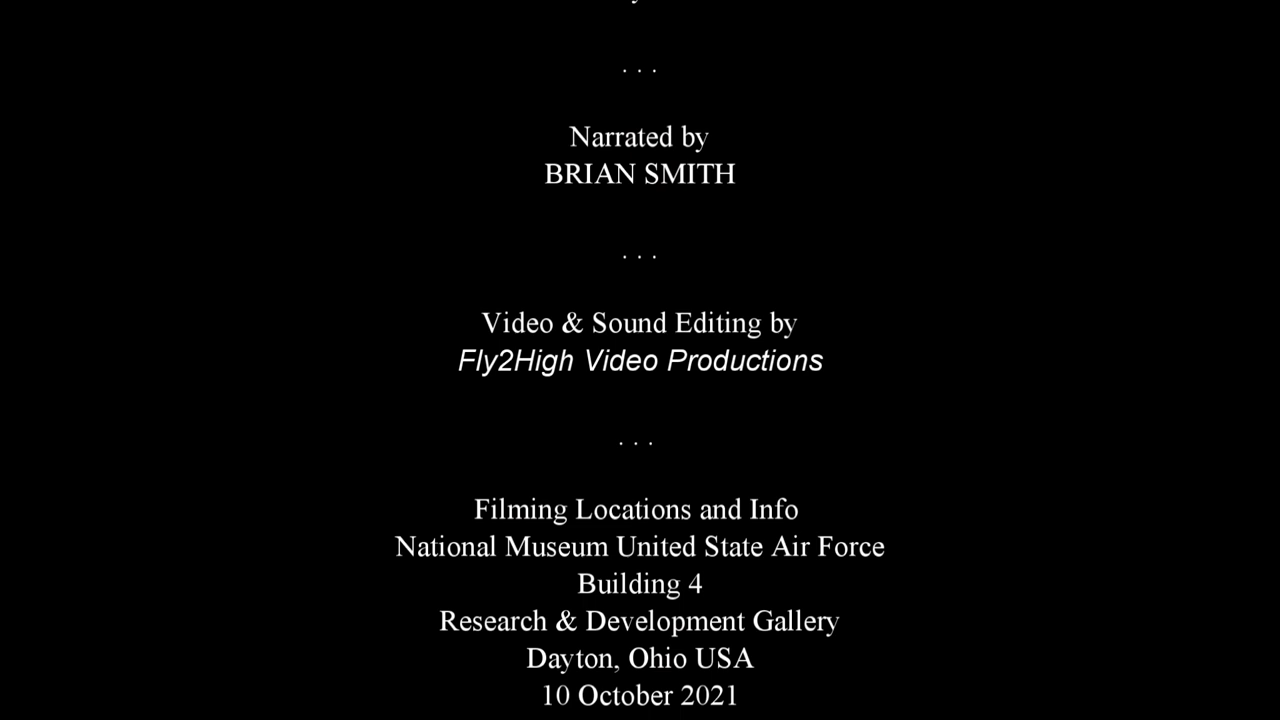 . . .
Narrated by
BRIAN SMITH
. . .
Video & Sound Editing by
Fly2High Video Productions
. . .
Filming Locations and Info
National Museum United State Air Force
Building 4
Research & Development Gallery
Dayton, Ohio USA
10 October 2021